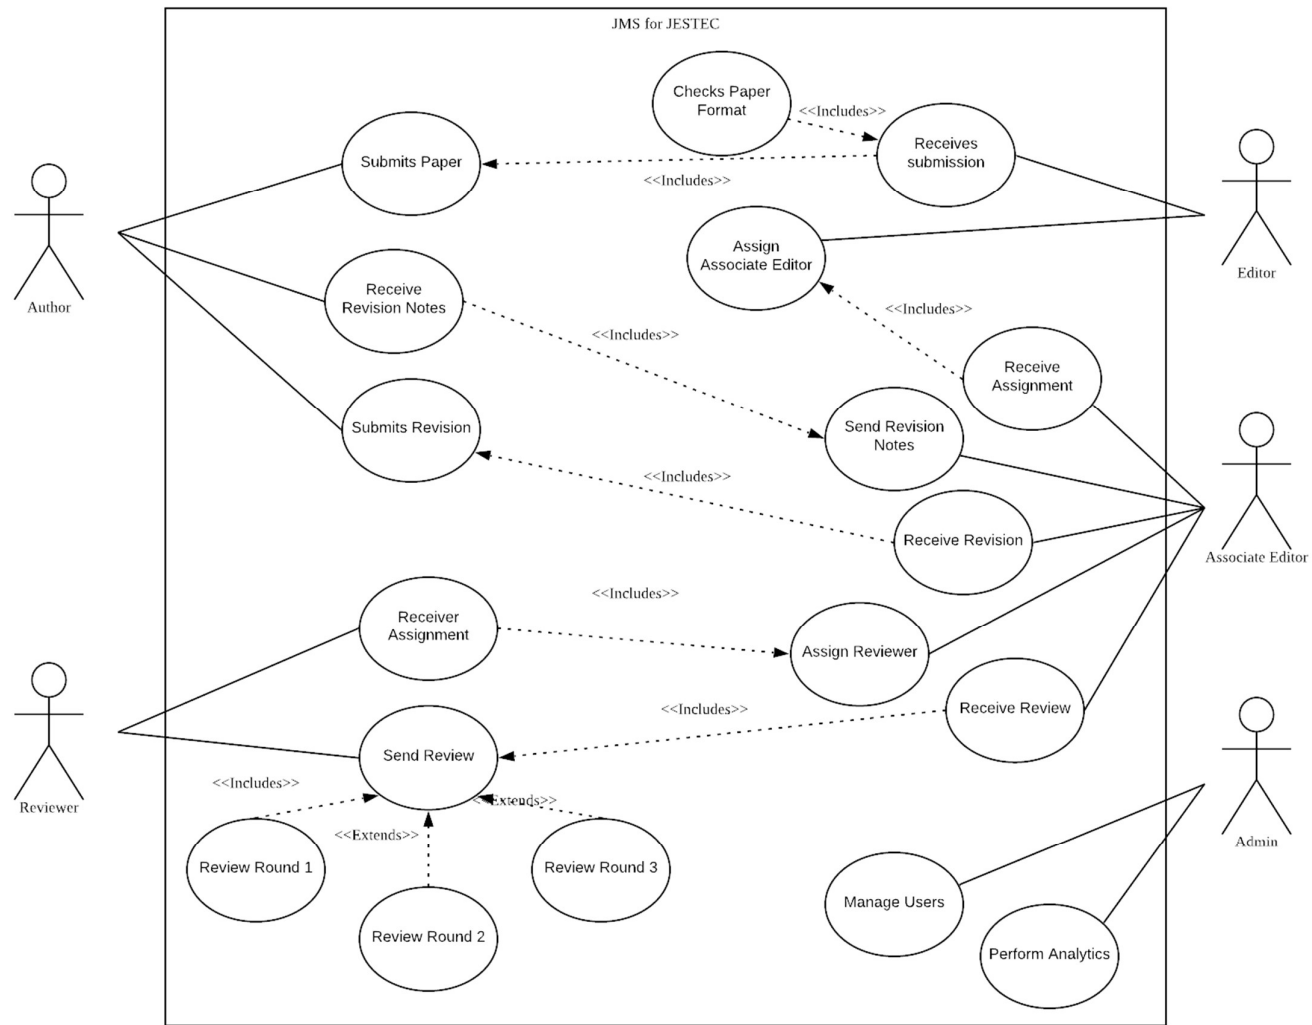 JMS for JESTEC
Checks Paper
Format
<<Includes>>
Receives
submission
Submits Paper
<<Includes>>
Author
Editor
Assign
Associate Editor
Receive
Revision Notes
<<Includes>>
<<Includes>>
Receive
Assignment
Submits Revision
Send Revision
Notes
<<Includes>>
Receive Revision
Associate Editor
Receiver
Assignment
<<Includes>>
Assign Reviewer
Receive Review
<<Includes>>
Send Review
Reviewer
<<Includes>>
<<Extends>>
<<Extends>>
Review Round 1
Review Round 3
Review Round 2
Admin
Manage Users
Perform Analytics